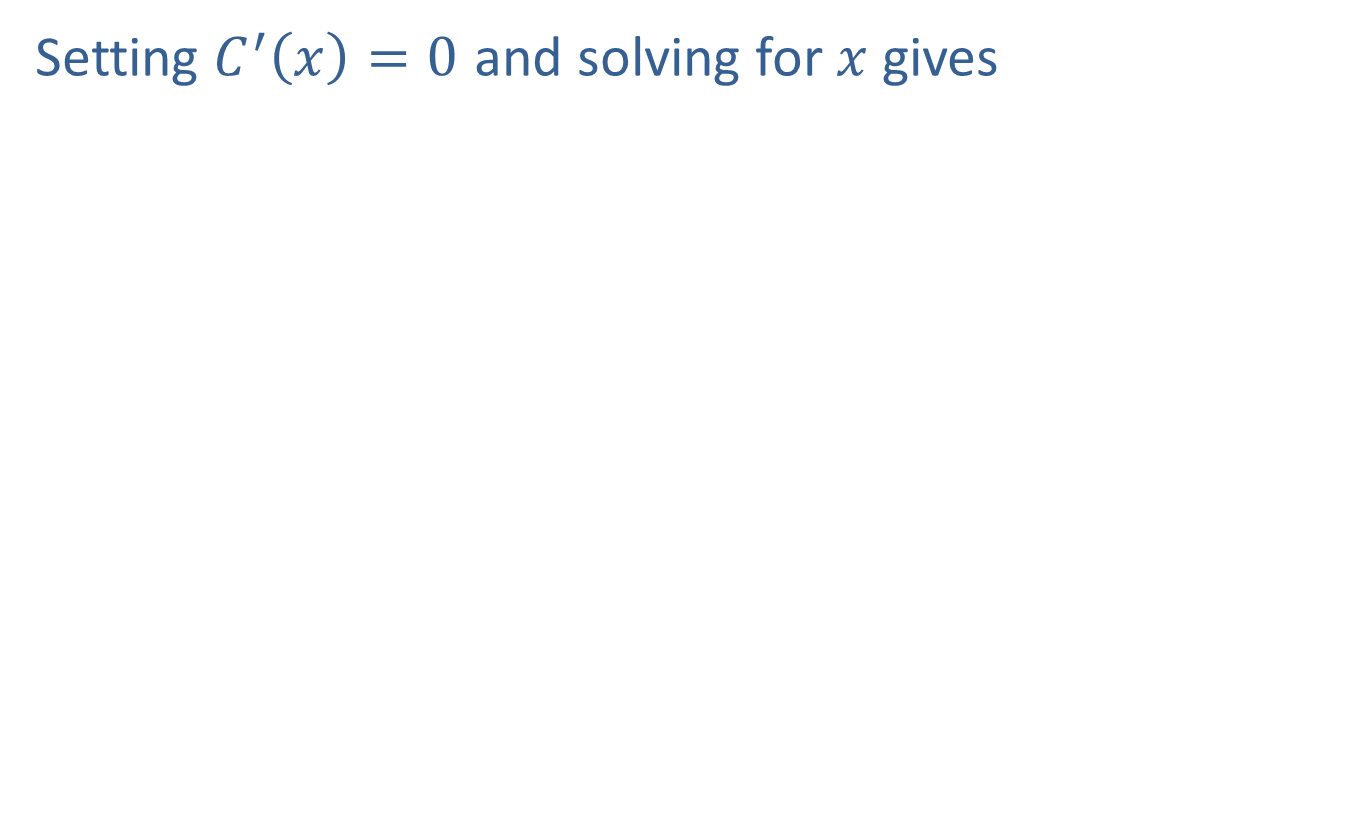 Setting C′(x) = 0 and solving for x gives